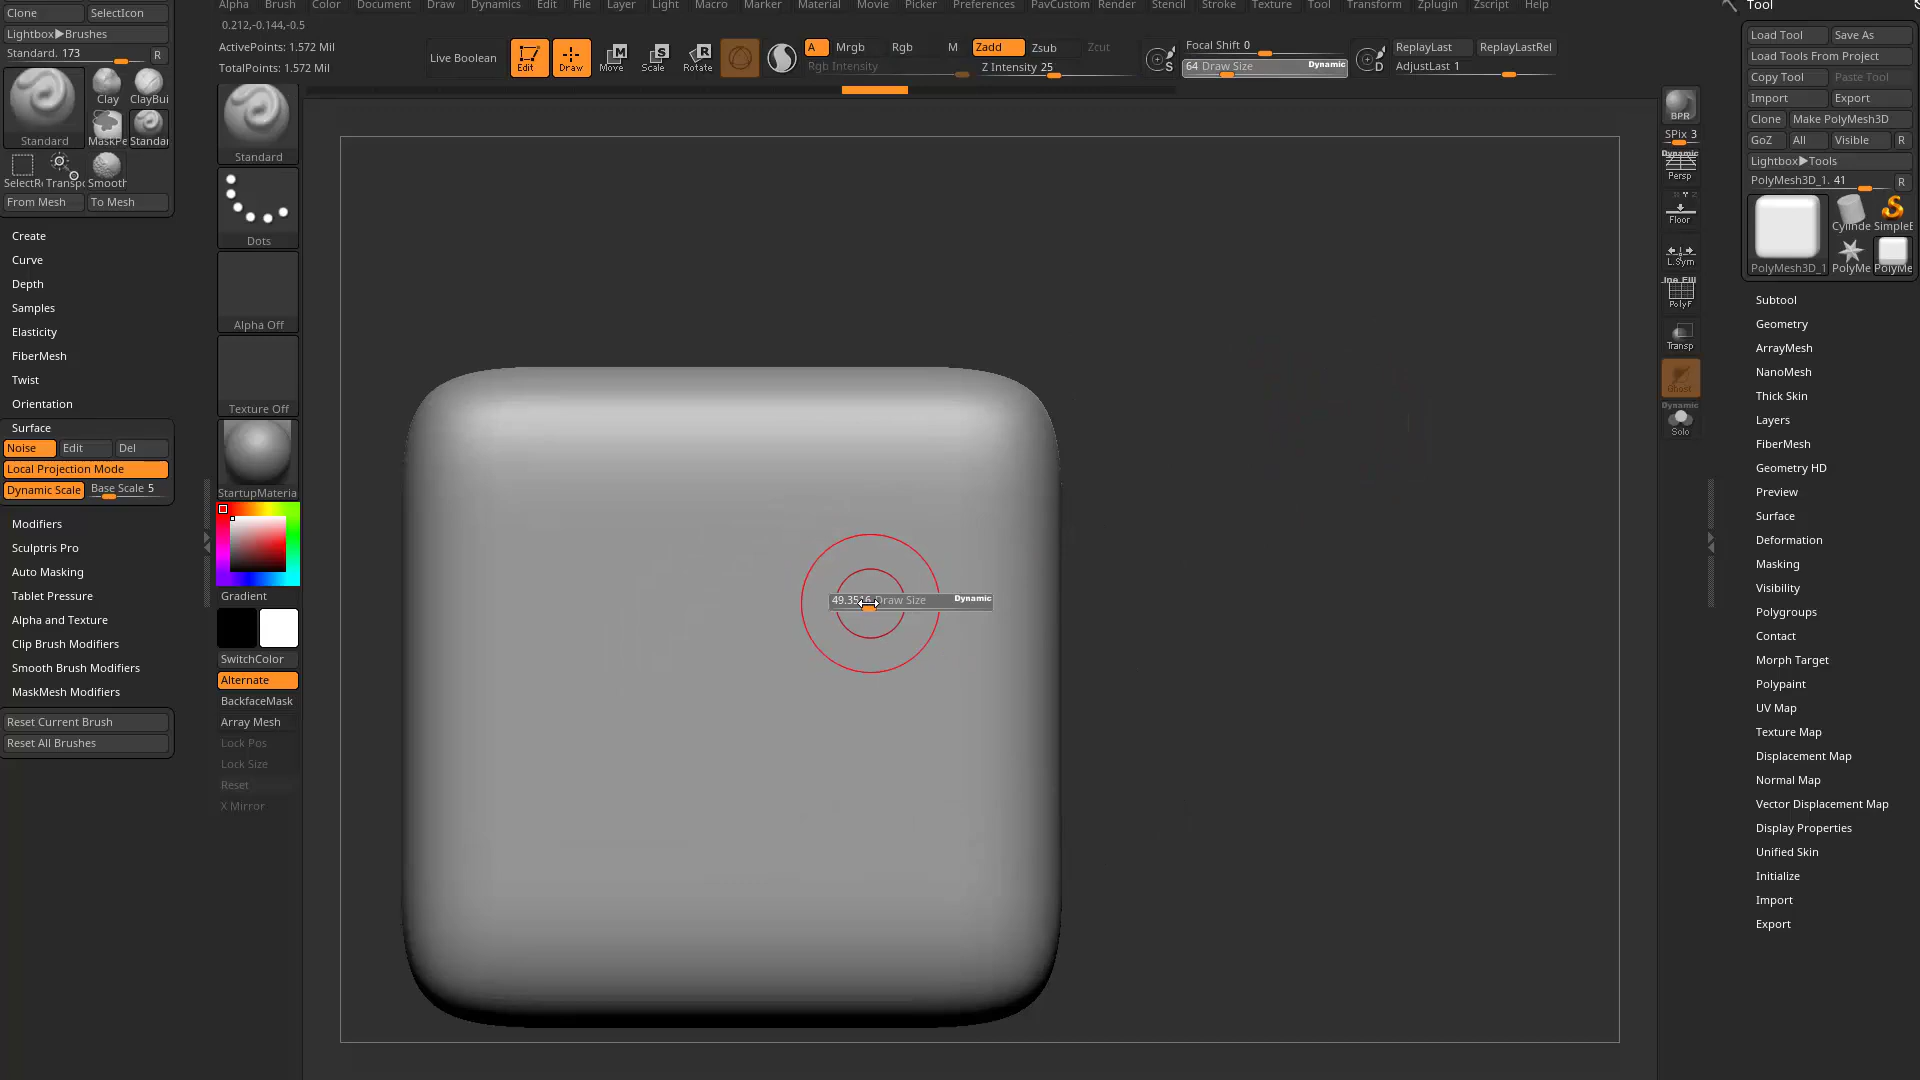 Alpha Brush Color Document Draw Dynamics Edit File Layer Light Macro Marker Material Movie Picker Preferences PavCustom Render Stencil Stroke Texture Tool Transform Zplugin Zscript Help
Tool
Clone SelectIcon
Lightbox▶Brushes
Standard. 173 R
Clay ClayBui
Standard MaskPe Standar
SelectRe Transpo Smooth
From Mesh To Mesh
Create
Curve
Depth
Samples
Elasticity
FiberMesh
Twist
Orientation
Surface
Noise Edit Del
Local Projection Mode
Dynamic Scale Base Scale 5
Modifiers
Sculptris Pro
Auto Masking
Tablet Pressure
Alpha and Texture
Clip Brush Modifiers
Smooth Brush Modifiers
MaskMesh Modifiers
Reset Current Brush
Reset All Brushes
0.212,-0.144,-0.5
ActivePoints: 1.572 Mil
TotalPoints: 1.572 Mil
Live Boolean
Edit Draw Move Scale Rotate
A Mrgb Rgb M Zadd Zsub Zcut
Rgb Intensity Z Intensity 25
Focal Shift 0
64 Draw Size Dynamic
S D
ReplayLast ReplayLastRel
AdjustLast 1
Standard
Dots
Alpha Off
Texture Off
StartupMateria
Gradient
SwitchColor
Alternate
BackfaceMask
Array Mesh
Lock Pos
Lock Size
Reset
X Mirror
Draw Size Dynamic
BPR
SPix 3
Dynamic
Persp
Floor
L.Sym
PolyF
Transp
Ghost
Dynamic
Solo
Load Tool Save As
Load Tools From Project
Copy Tool Paste Tool
Import Export
Clone Make PolyMesh3D
GoZ All Visible R
Lightbox▶Tools
PolyMesh3D_1. 41 R
Cylinde SimpleB
PolyMesh3D_1 PolyMe PolyMe
Subtool
Geometry
ArrayMesh
NanoMesh
Thick Skin
Layers
FiberMesh
Geometry HD
Preview
Surface
Deformation
Masking
Visibility
Polygroups
Contact
Morph Target
Polypaint
UV Map
Texture Map
Displacement Map
Normal Map
Vector Displacement Map
Display Properties
Unified Skin
Initialize
Import
Export